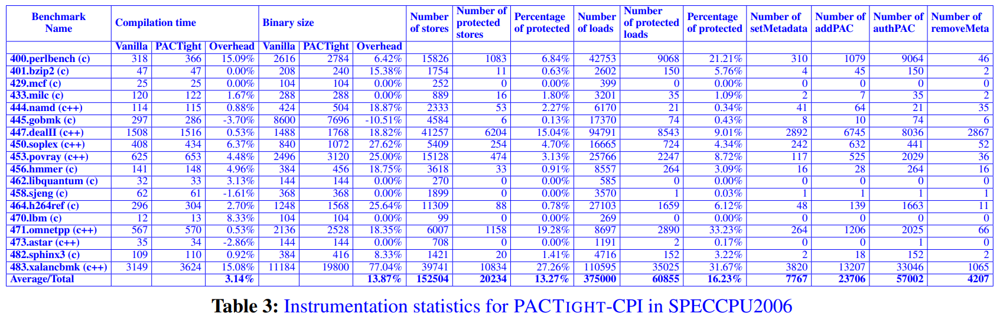 Benchmark Name Compilation time Binary size Number of stores Number of protected stores Percentage of protected Number of loads Number of protected loads Percentage of protected Number of setMetadata Number of addPAC Number of authPAC Number of removeMeta
Vanilla PACTight Overhead Vanilla PACTight Overhead
400.perlbench (c) 318 366 15.09% 2616 2784 6.42% 15826 1083 6.84% 42753 9068 21.21% 310 1079 9064 46
401.bzip2 (c) 47 47 0.00% 208 240 15.38% 1754 11 0.63% 2602 150 5.76% 4 45 150 2
429.mcf (c) 25 25 0.00% 104 104 0.00% 252 0 0.00% 399 0 0.00% 0 0 0 0
433.milc (c) 120 122 1.67% 288 288 0.00% 889 16 1.80% 3201 35 1.09% 2 7 35 2
444.namd (c++) 114 115 0.88% 424 504 18.87% 2333 53 2.27% 6170 21 0.34% 41 64 21 35
445.gobmk (c) 297 286 -3.70% 8600 7696 -10.51% 4584 6 0.13% 17370 74 0.43% 8 10 74 6
447.dealII (c++) 1508 1516 0.53% 1488 1768 18.82% 41257 6204 15.04% 94791 8543 9.01% 2892 6745 8036 2867
450.soplex (c++) 408 434 6.37% 840 1072 27.62% 5409 254 4.70% 16665 724 4.34% 242 632 441 52
453.povray (c++) 625 653 4.48% 2496 3120 25.00% 15128 474 3.13% 25766 2247 8.72% 117 525 2029 36
456.hmmer (c) 141 148 4.96% 384 456 18.75% 3618 33 0.91% 8557 264 3.09% 16 28 264 16
462.libquantum (c) 32 33 3.13% 144 144 0.00% 270 0 0.00% 585 0 0.00% 0 0 0 0
458.sjeng (c) 62 61 -1.61% 368 368 0.00% 1899 0 0.00% 3570 1 0.03% 1 1 1 1
464.h264ref (c) 296 304 2.70% 1248 1568 25.64% 11309 88 0.78% 27103 1659 6.12% 48 139 1663 11
470.lbm (c) 12 13 8.33% 104 104 0.00% 99 0 0.00% 269 0 0.00% 0 0 0 0
471.omnetpp (c++) 567 570 0.53% 2136 2528 18.35% 6007 1158 19.28% 8697 2890 33.23% 264 1206 2025 66
473.astar (c++) 35 34 -2.86% 144 144 0.00% 708 0 0.00% 1191 2 0.17% 0 0 1 0
482.sphinx3 (c) 109 110 0.92% 384 416 8.33% 1421 20 1.41% 4716 152 3.22% 2 18 152 2
483.xalancbmk (c++) 3149 3624 15.08% 11184 19800 77.04% 39741 10834 27.26% 110595 35025 31.67% 3820 13207 33046 1065
Average/Total 3.14% 13.87% 152504 20234 13.27% 375000 60855 16.23% 7767 23706 57002 4207
Table 3: Instrumentation statistics for PACTIGHT-CPI in SPECCPU2006